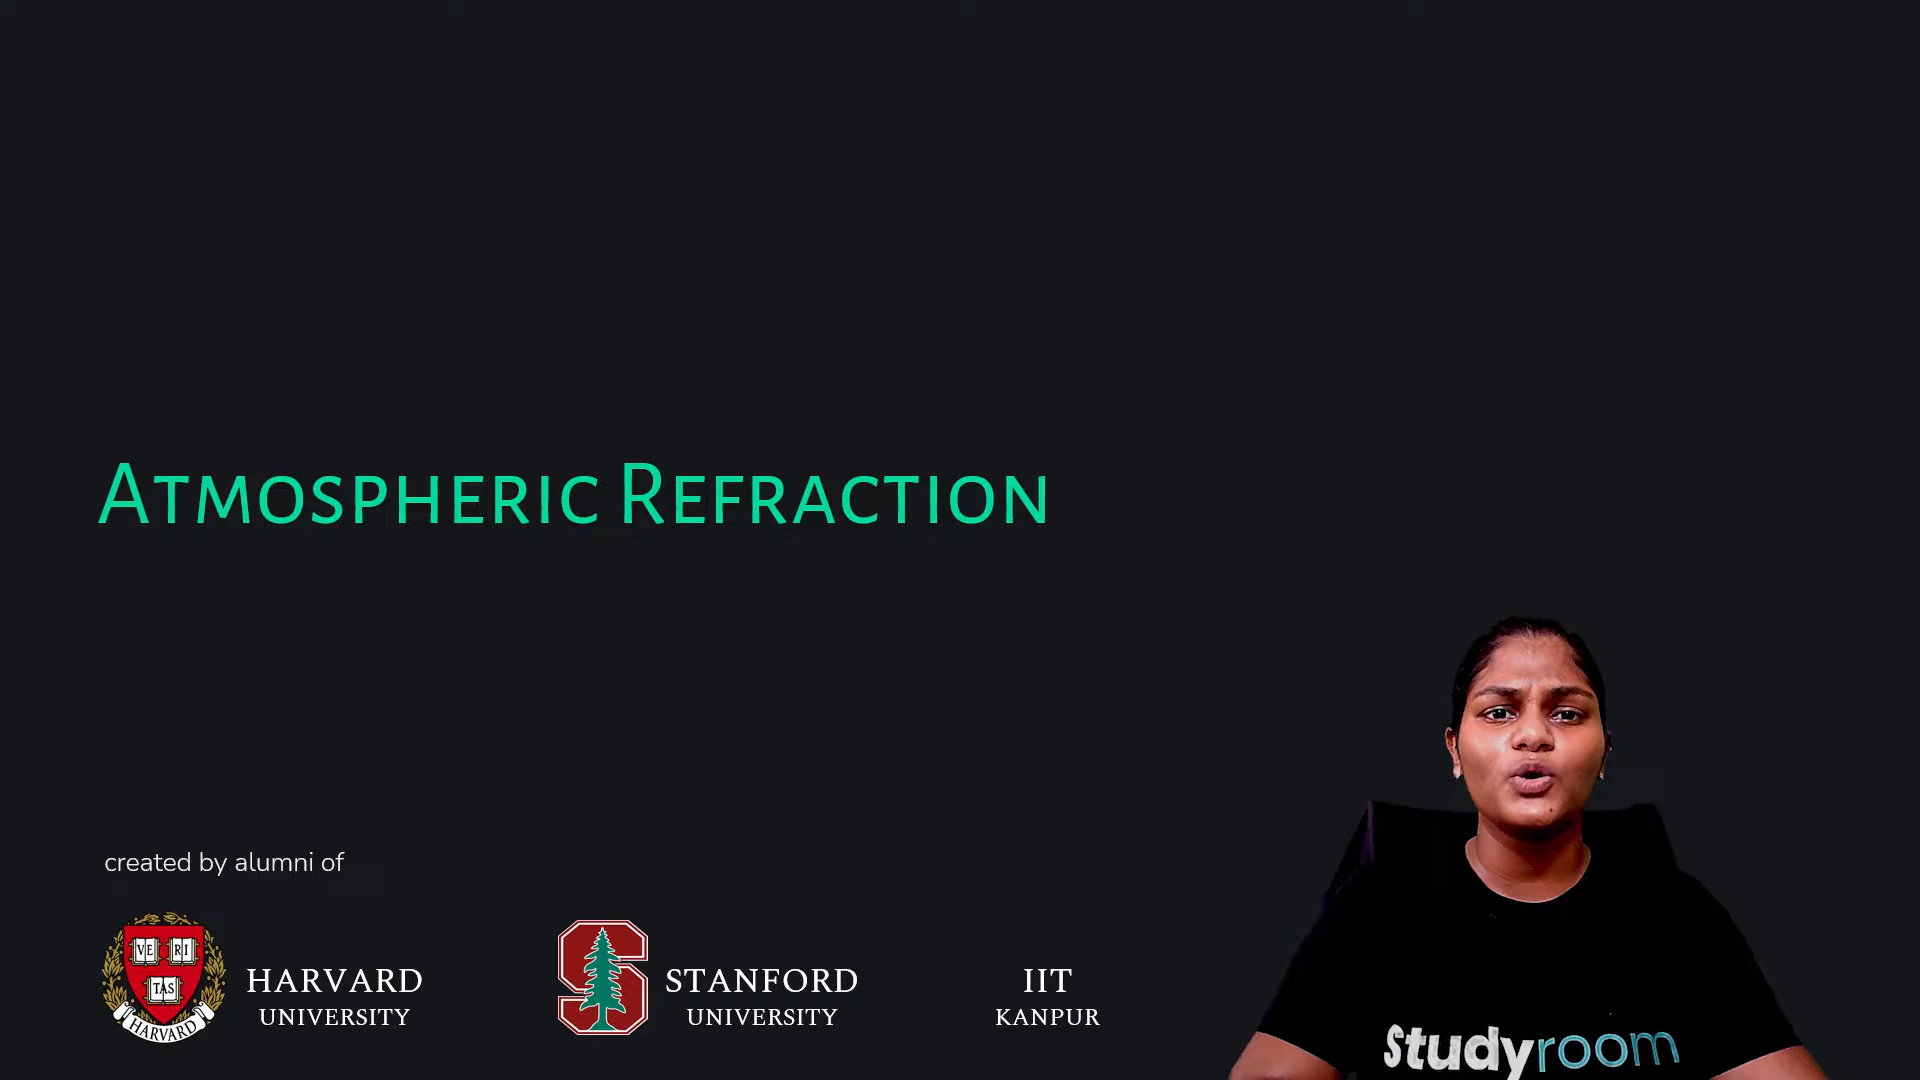 Atmospheric Refraction
created by alumni of
VE RI TAS
HARVARD
HARVARD
UNIVERSITY
STANFORD
UNIVERSITY
IIT
KANPUR
Studyroom